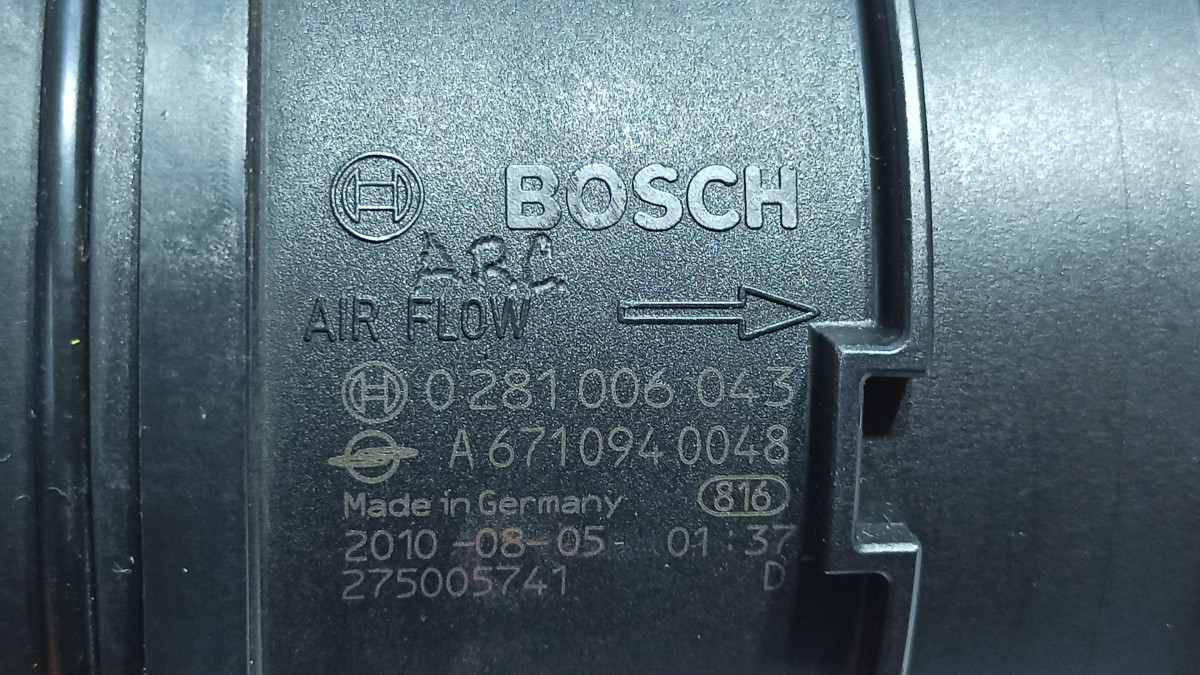 BOSCH
ARC
AIR FLOW
0 281 006 043
A 671 094 0048
Made in Germany 816
2010-08-05 01:37
275005741 D